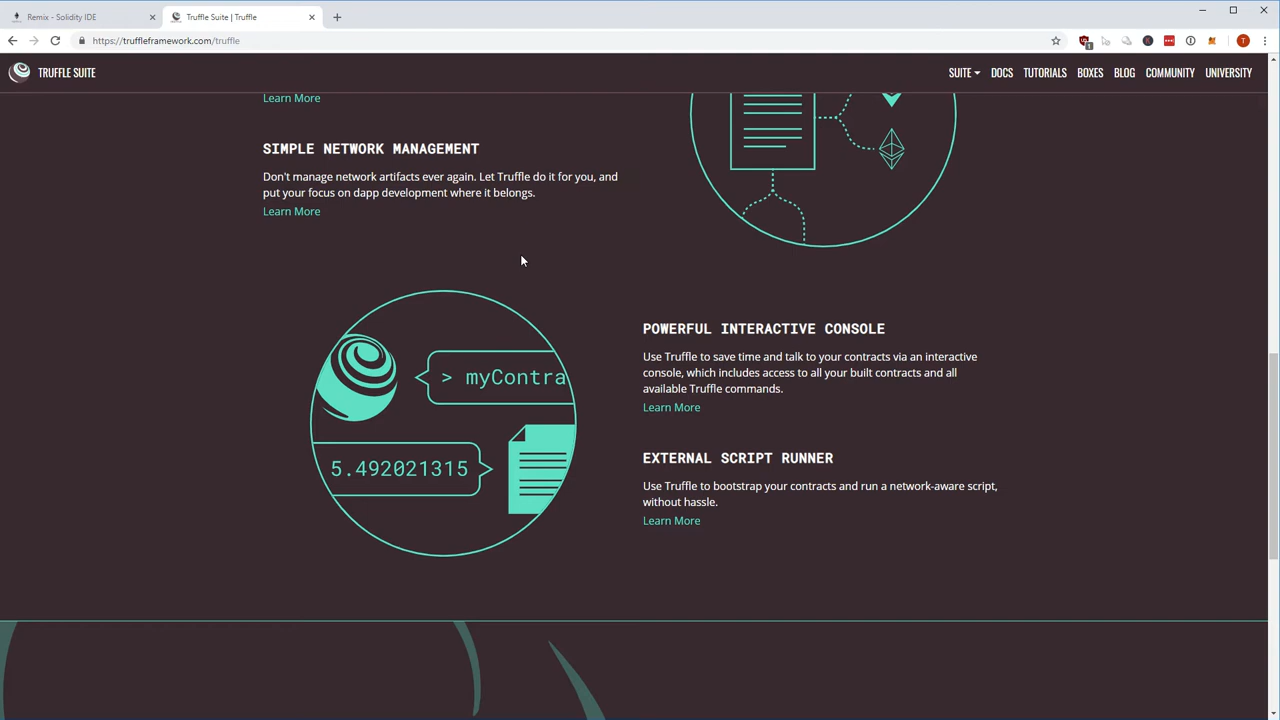 Remix - Solidity IDE
Truffle Suite | Truffle
https://truffleframework.com/truffle
1
T
TRUFFLE SUITE
SUITE
DOCS
TUTORIALS
BOXES
BLOG
COMMUNITY
UNIVERSITY
Learn More
SIMPLE NETWORK MANAGEMENT
Don't manage network artifacts ever again. Let Truffle do it for you, and
put your focus on dapp development where it belongs.
Learn More
> myContra
5.492021315
POWERFUL INTERACTIVE CONSOLE
Use Truffle to save time and talk to your contracts via an interactive
console, which includes access to all your built contracts and all
available Truffle commands.
Learn More
EXTERNAL SCRIPT RUNNER
Use Truffle to bootstrap your contracts and run a network-aware script,
without hassle.
Learn More